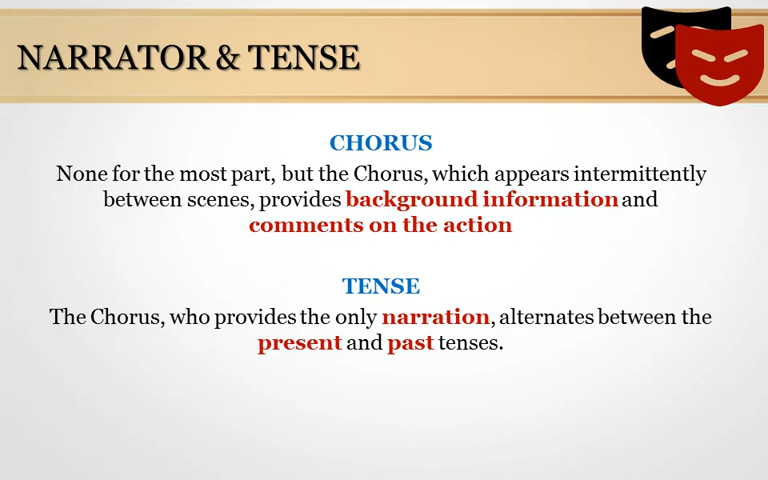 NARRATOR & TENSE
CHORUS
None for the most part, but the Chorus, which appears intermittently
between scenes, provides background information and
comments on the action
TENSE
The Chorus, who provides the only narration, alternates between the
present and past tenses.